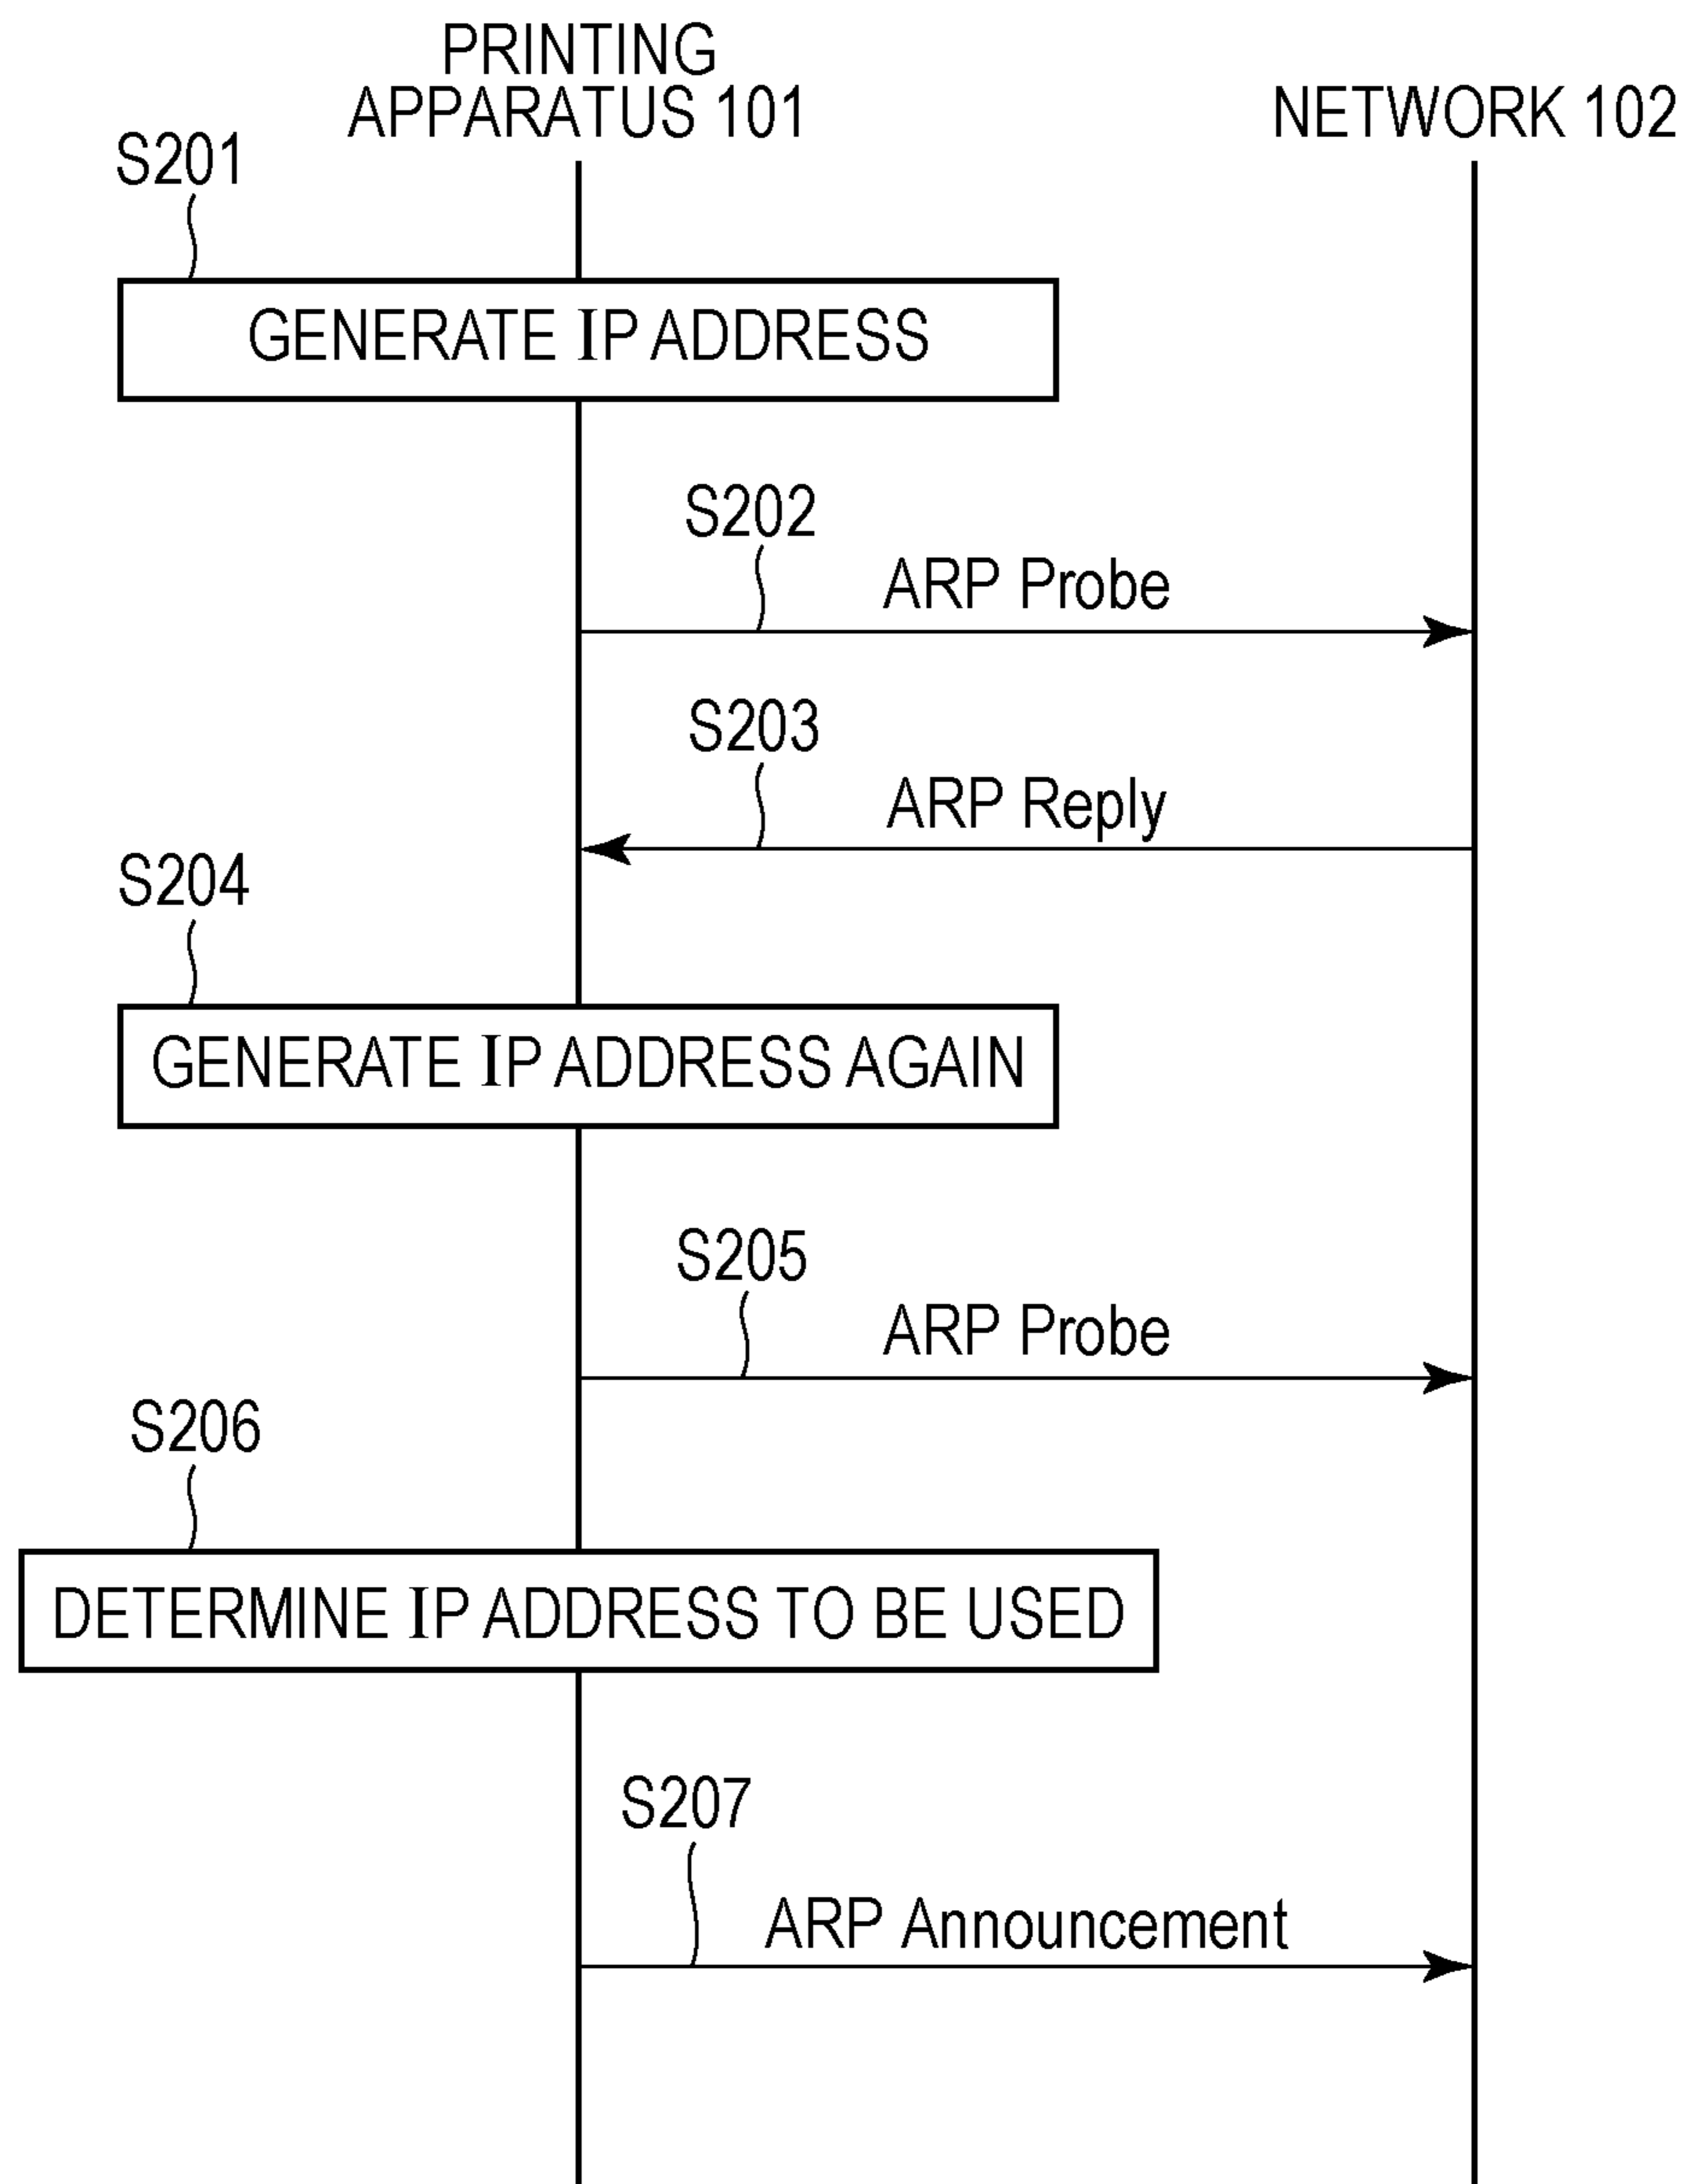 PRINTING
APPARATUS 101
NETWORK 102
S201
GENERATE IP ADDRESS
S202
ARP Probe
S203
ARP Reply
S204
GENERATE IP ADDRESS AGAIN
S205
ARP Probe
S206
DETERMINE IP ADDRESS TO BE USED
S207
ARP Announcement